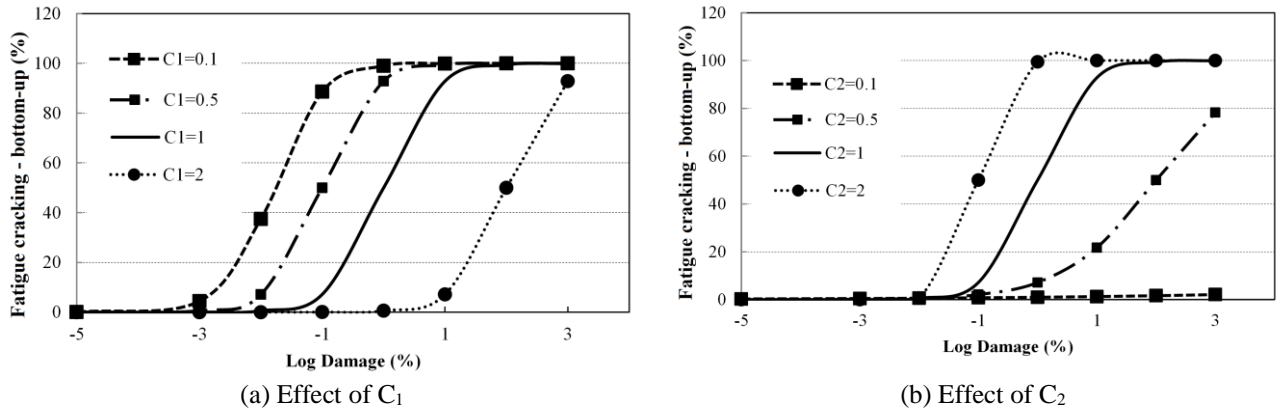 120
100
80
60
40
20
0
Fatigue cracking - bottom-up (%)
C1=0.1
C1=0.5
C1=1
C1=2
-5
-3
-1
1
3
Log Damage (%)
(a) Effect of C₁
120
100
80
60
40
20
0
Fatigue cracking - bottom-up (%)
C2=0.1
C2=0.5
C2=1
C2=2
-5
-3
-1
1
3
Log Damage (%)
(b) Effect of C₂